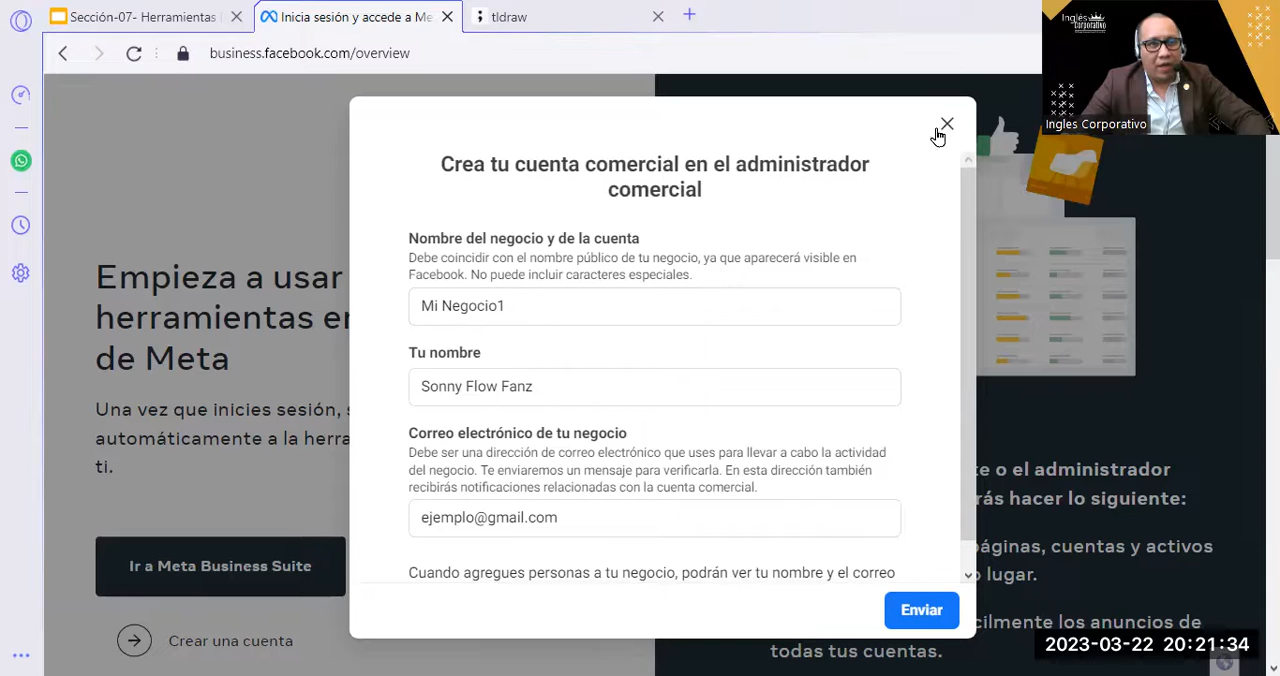 Sección-07- Herramientas
Inicia sesión y accede a Me
tldraw
business.facebook.com/overview
Inglés
Corporativo
Ingles Corporativo
Crea tu cuenta comercial en el administrador
comercial
Nombre del negocio y de la cuenta
Debe coincidir con el nombre público de tu negocio, ya que aparecerá visible en
Facebook. No puede incluir caracteres especiales.
Mi Negocio1
Tu nombre
Sonny Flow Fanz
Correo electrónico de tu negocio
Debe ser una dirección de correo electrónico que uses para llevar a cabo la actividad
del negocio. Te enviaremos un mensaje para verificarla. En esta dirección también
recibirás notificaciones relacionadas con la cuenta comercial.
ejemplo@gmail.com
Cuando agregues personas a tu negocio, podrán ver tu nombre y el correo
Enviar
Empieza a usar
herramientas en
de Meta
Una vez que inicies sesión, s
automáticamente a la herra
ti.
Ir a Meta Business Suite
Crear una cuenta
te o el administrador
rás hacer lo siguiente:
páginas, cuentas y activos
lugar.
cilmente los anuncios de
todas tus cuentas.
2023-03-22 20:21:34